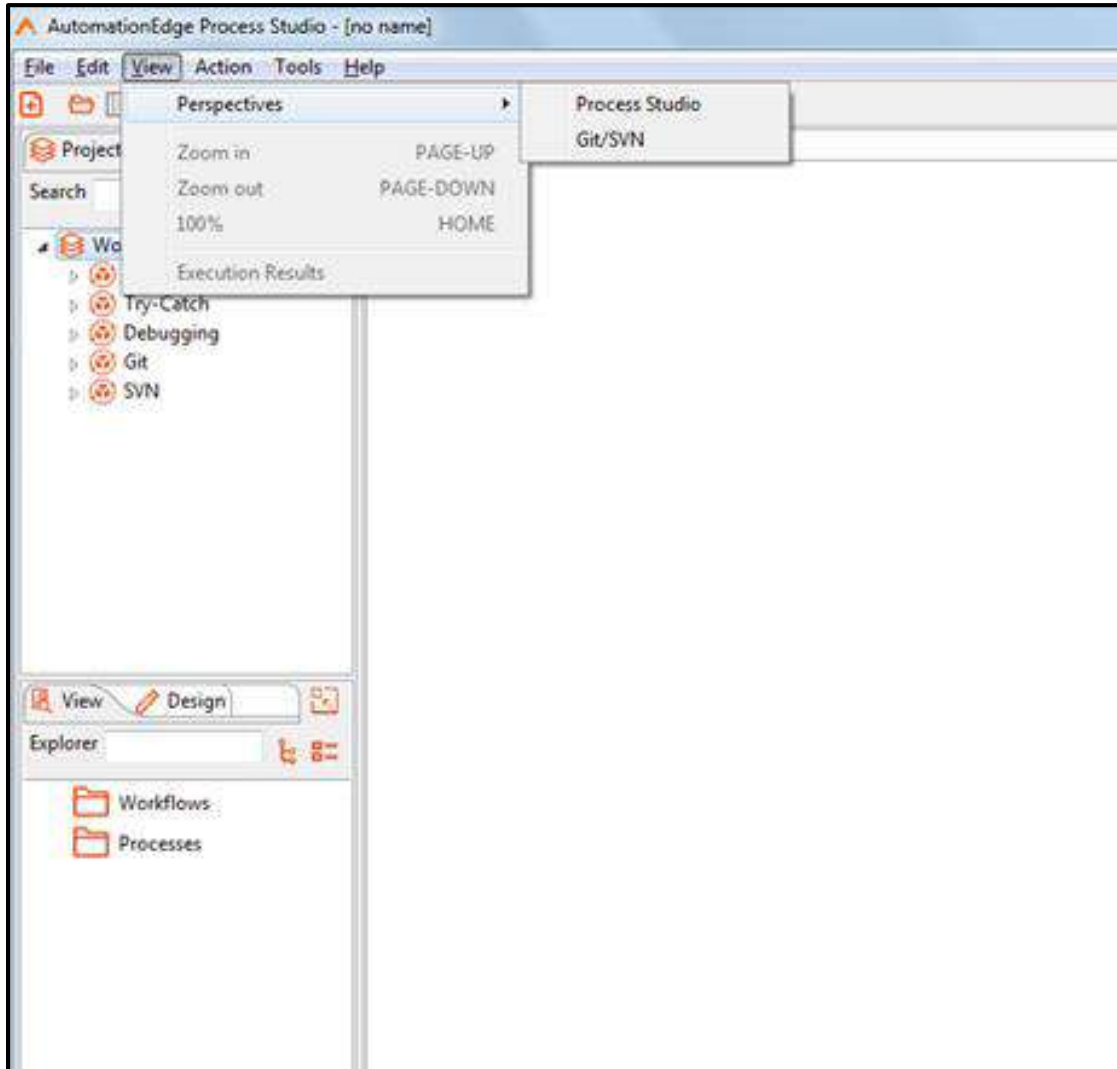 AutomationEdge Process Studio - [no name]
File Edit View Action Tools Help
Perspectives
Process Studio
Git/SVN
Project
Zoom in PAGE-UP
Search
Zoom out PAGE-DOWN
100% HOME
Wo
Execution Results
Try-Catch
Debugging
Git
SVN
View Design
Explorer
Workflows
Processes